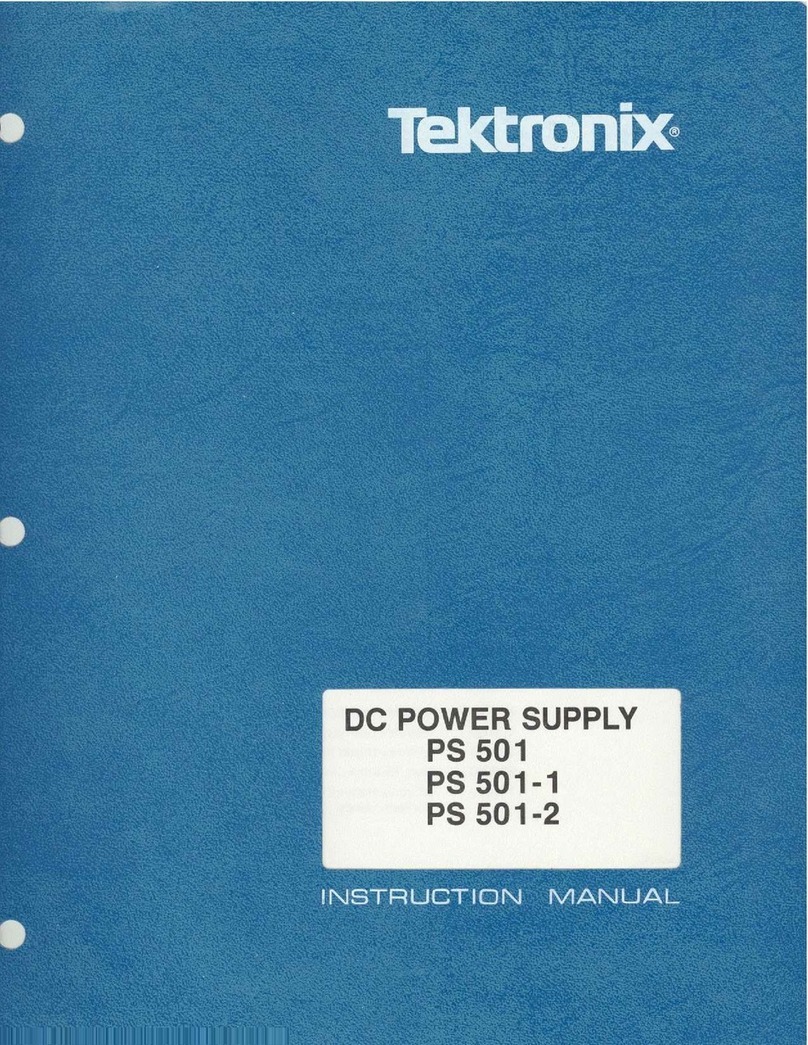 Tektronix®
DC POWER SUPPLY
PS 501
PS 501-1
PS 501-2
INSTRUCTION MANUAL